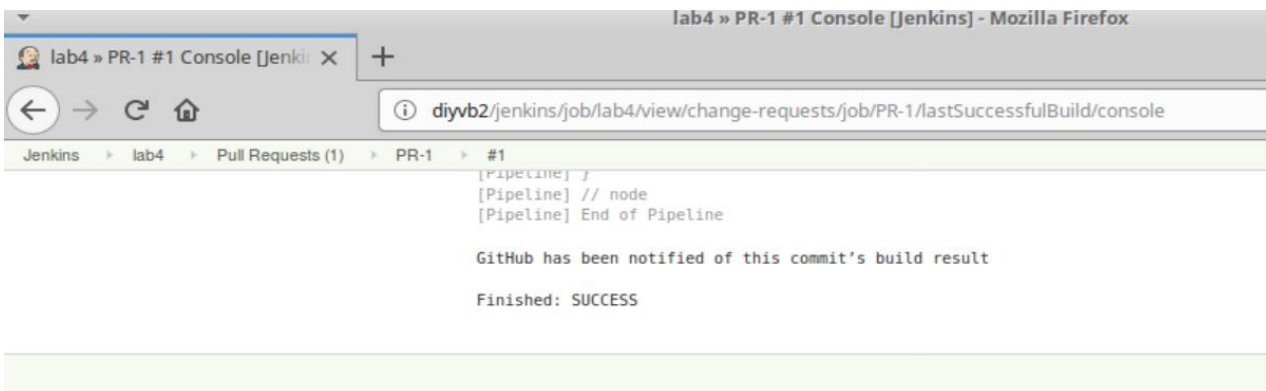 lab4 » PR-1 #1 Console [Jenkins] - Mozilla Firefox
lab4 » PR-1 #1 Console [Jenki
diyvb2/jenkins/job/lab4/view/change-requests/job/PR-1/lastSuccessfulBuild/console
Jenkins lab4 Pull Requests (1) PR-1 #1
[Pipeline] }
[Pipeline] // node
[Pipeline] End of Pipeline
GitHub has been notified of this commit’s build result
Finished: SUCCESS